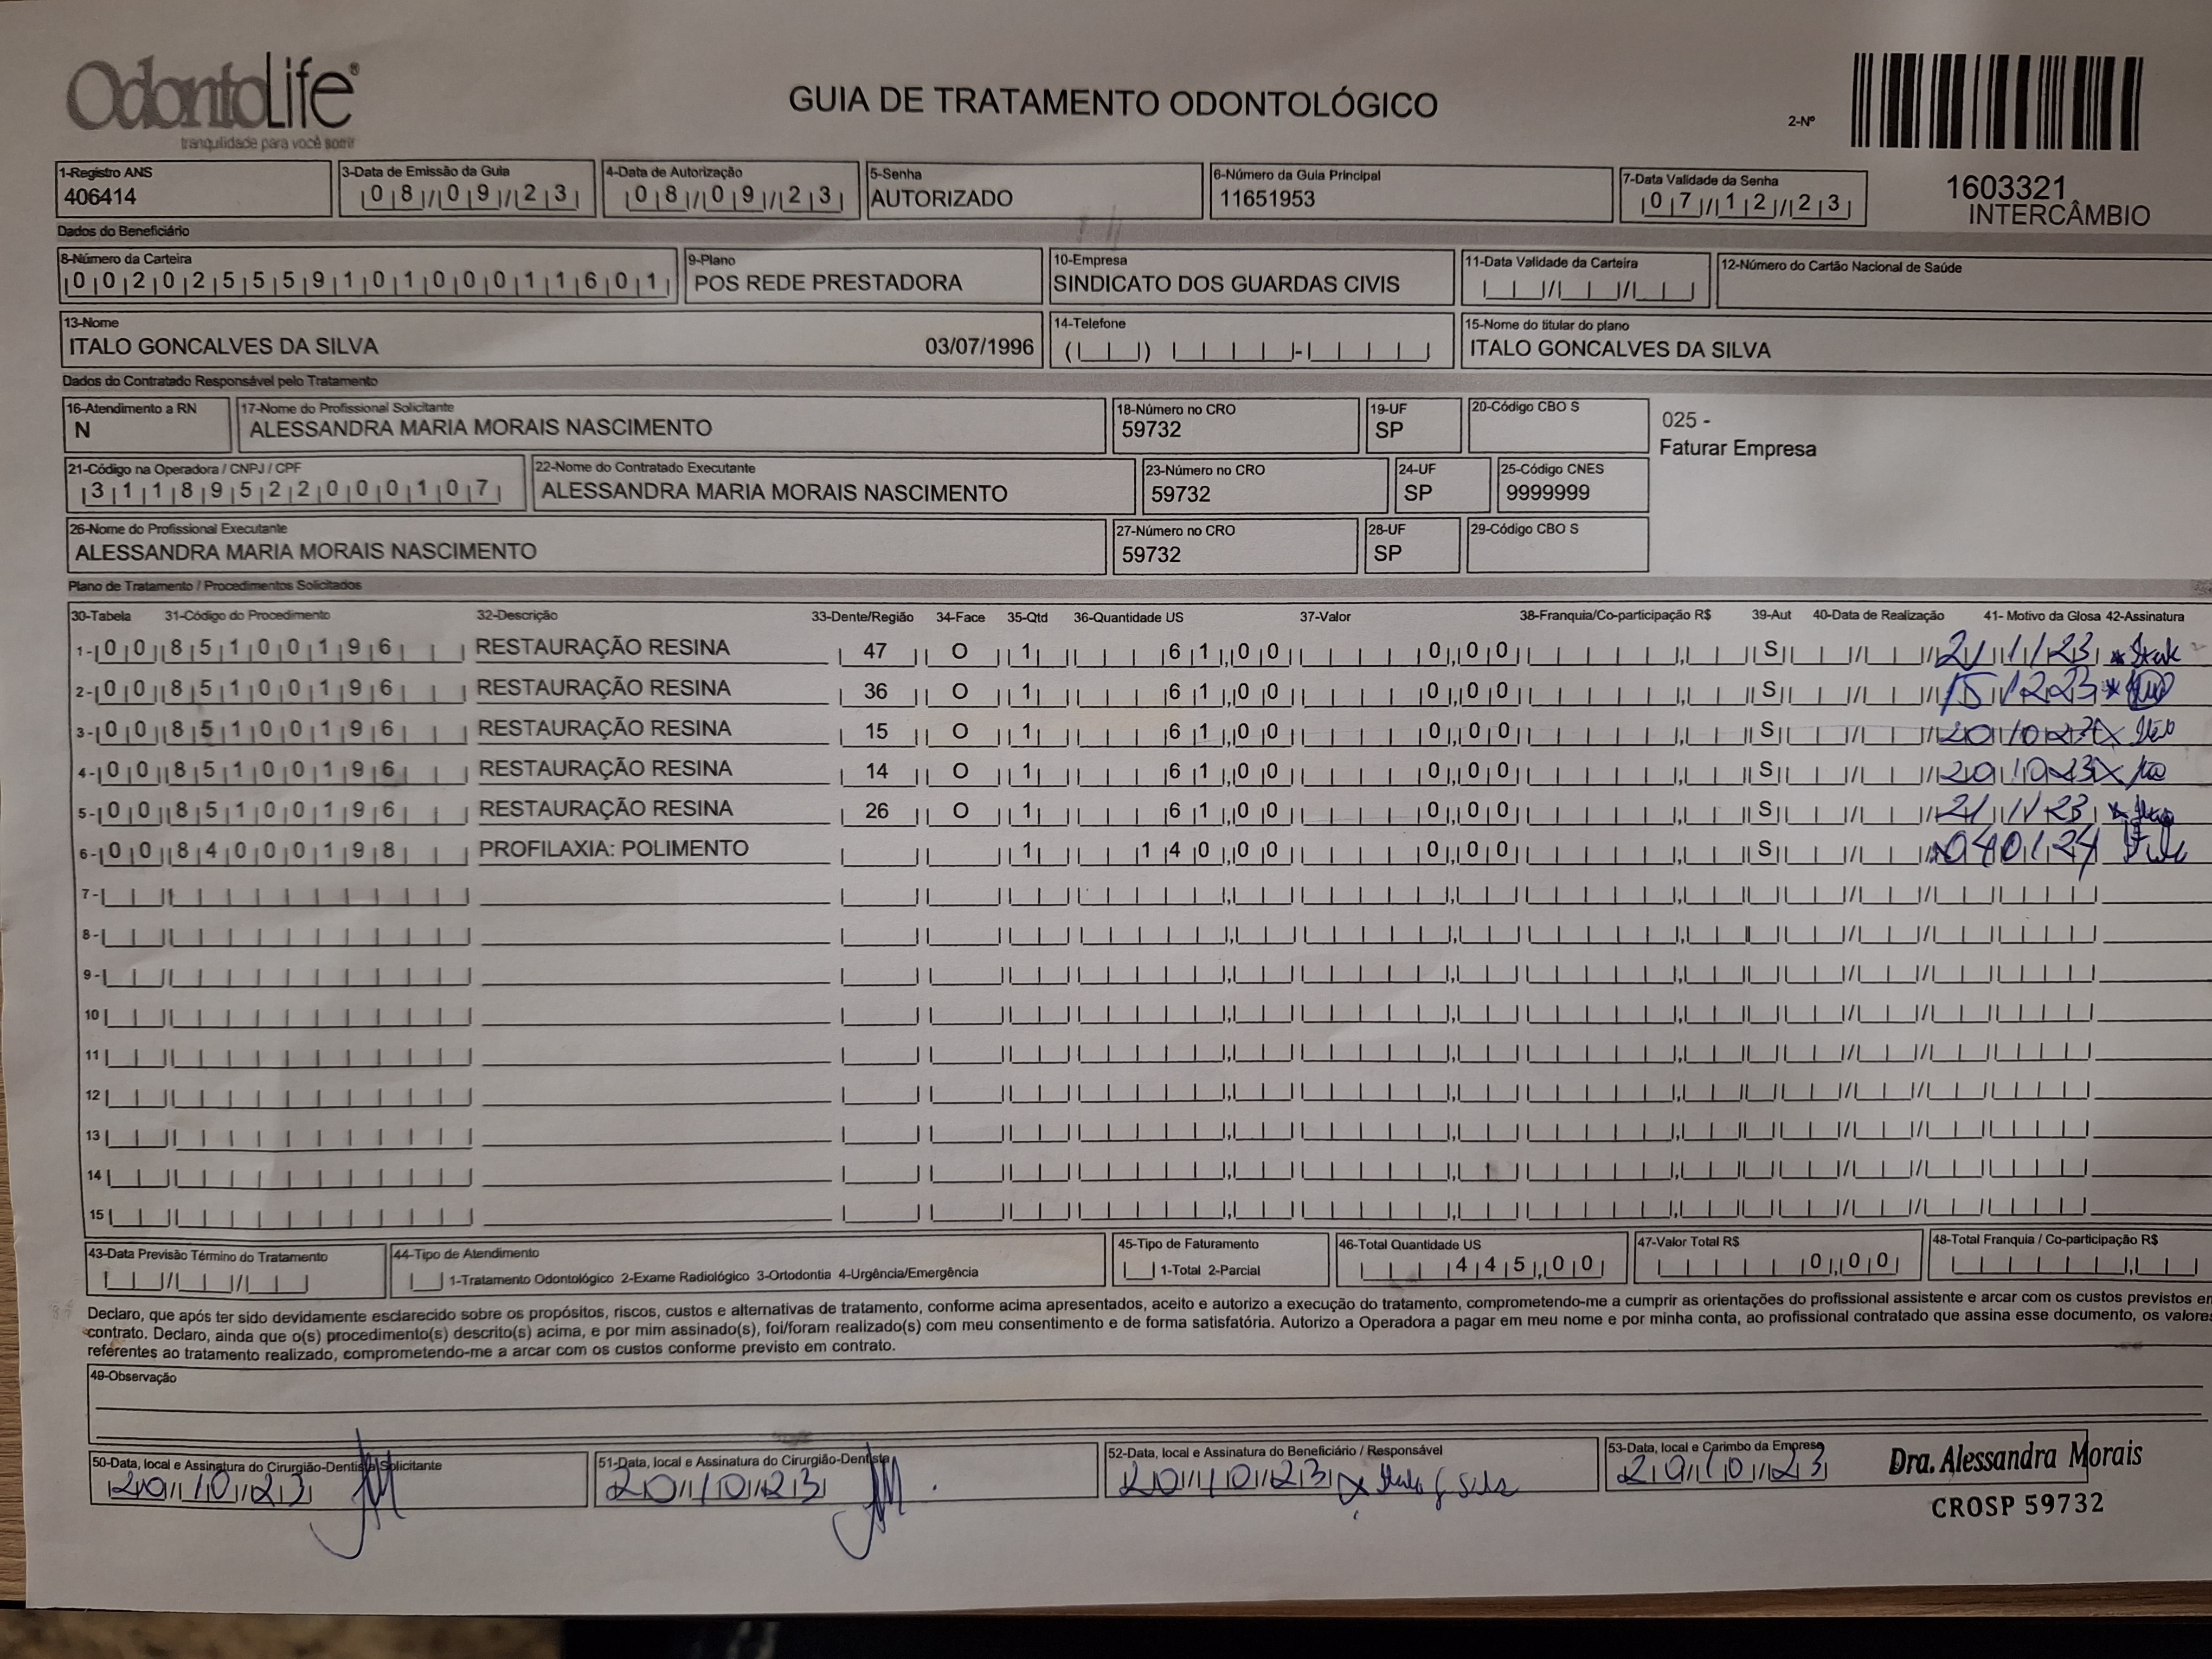 OdontoLife®
tranquilidade para você sorrir
GUIA DE TRATAMENTO ODONTOLÓGICO
2-Nº
1603321
INTERCÂMBIO
1-Registro ANS
406414
3-Data de Emissão da Guia
08/09/23
4-Data de Autorização
08/09/23
5-Senha
AUTORIZADO
6-Número da Guia Principal
11651953
7-Data Validade da Senha
07/12/23
Dados do Beneficiário
8-Número da Carteira
00202555910100011601
9-Plano
POS REDE PRESTADORA
10-Empresa
SINDICATO DOS GUARDAS CIVIS
11-Data Validade da Carteira
12-Número do Cartão Nacional de Saúde
13-Nome
ITALO GONCALVES DA SILVA 03/07/1996
14-Telefone
15-Nome do titular do plano
ITALO GONCALVES DA SILVA
Dados do Contratado Responsável pelo Tratamento
16-Atendimento a RN
N
17-Nome do Profissional Solicitante
ALESSANDRA MARIA MORAIS NASCIMENTO
18-Número no CRO
59732
19-UF
SP
20-Código CBO S
025 -
Faturar Empresa
21-Código na Operadora / CNPJ / CPF
31189522000107
22-Nome do Contratado Executante
ALESSANDRA MARIA MORAIS NASCIMENTO
23-Número no CRO
59732
24-UF
SP
25-Código CNES
9999999
26-Nome do Profissional Executante
ALESSANDRA MARIA MORAIS NASCIMENTO
27-Número no CRO
59732
28-UF
SP
29-Código CBO S
Plano de Tratamento / Procedimentos Solicitados
30-Tabela 31-Código do Procedimento 32-Descrição 33-Dente/Região 34-Face 35-Qtd 36-Quantidade US 37-Valor 38-Franquia/Co-participação R$ 39-Aut 40-Data de Realização 41- Motivo da Glosa 42-Assinatura
1- 00 85100196 RESTAURAÇÃO RESINA 47 O 1 61,00 0,00 S 21/11/23
2- 00 85100196 RESTAURAÇÃO RESINA 36 O 1 61,00 0,00 S 15/12/23
3- 00 85100196 RESTAURAÇÃO RESINA 15 O 1 61,00 0,00 S 20/10/23
4- 00 85100196 RESTAURAÇÃO RESINA 14 O 1 61,00 0,00 S 20/10/23
5- 00 85100196 RESTAURAÇÃO RESINA 26 O 1 61,00 0,00 S 21/11/23
6- 00 84000198 PROFILAXIA: POLIMENTO 1 140,00 0,00 S 04/01/24
7-
8-
9-
10
11
12
13
14
15
43-Data Previsão Término do Tratamento
44-Tipo de Atendimento
1-Tratamento Odontológico 2-Exame Radiológico 3-Ortodontia 4-Urgência/Emergência
45-Tipo de Faturamento
1-Total 2-Parcial
46-Total Quantidade US
445,00
47-Valor Total R$
0,00
48-Total Franquia / Co-participação R$
Declaro, que após ter sido devidamente esclarecido sobre os propósitos, riscos, custos e alternativas de tratamento, conforme acima apresentados, aceito e autorizo a execução do tratamento, comprometendo-me a cumprir as orientações do profissional assistente e arcar com os custos previstos em
contrato. Declaro, ainda que o(s) procedimento(s) descrito(s) acima, e por mim assinado(s), foi/foram realizado(s) com meu consentimento e de forma satisfatória. Autorizo a Operadora a pagar em meu nome e por minha conta, ao profissional contratado que assina esse documento, os valores
referentes ao tratamento realizado, comprometendo-me a arcar com os custos conforme previsto em contrato.
49-Observação
50-Data, local e Assinatura do Cirurgião-Dentista Solicitante
20/10/23
51-Data, local e Assinatura do Cirurgião-Dentista
20/10/23
52-Data, local e Assinatura do Beneficiário / Responsável
20/10/23
53-Data, local e Carimbo da Empresa
20/10/23
Dra. Alessandra Morais
CROSP 59732